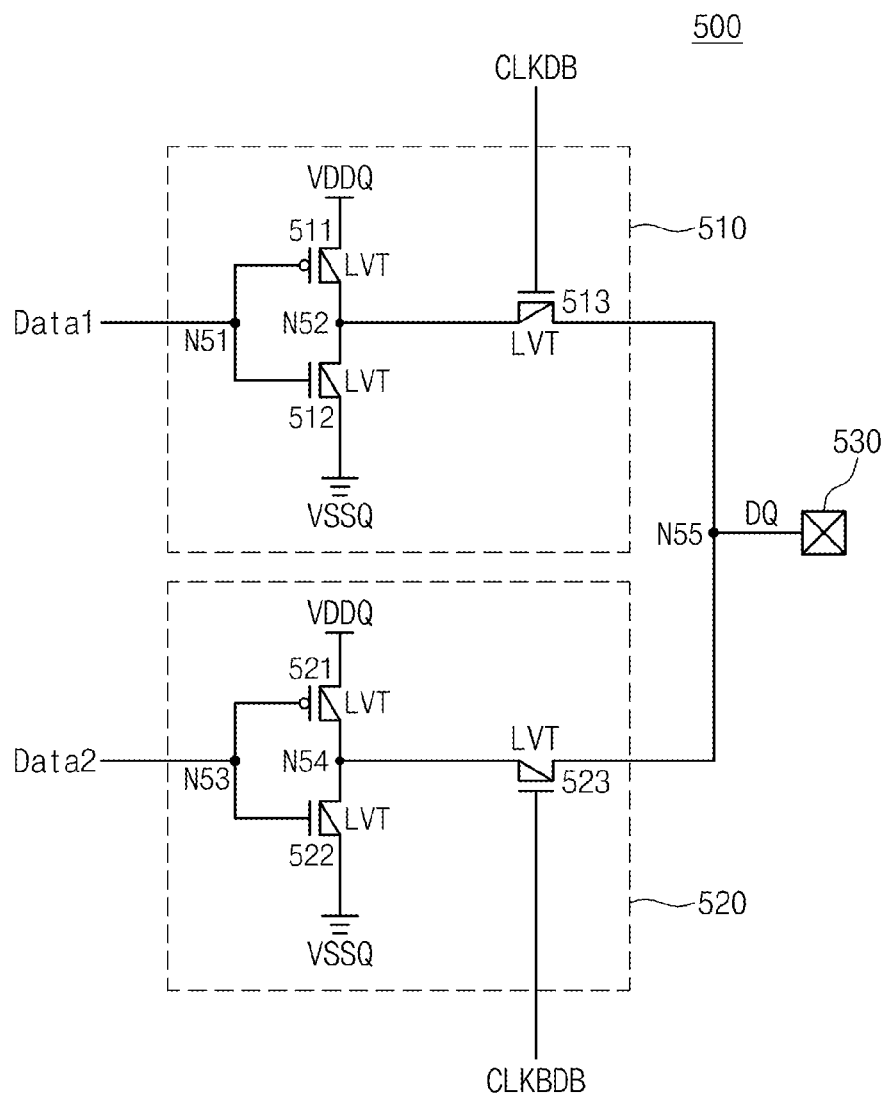 500
CLKDB
VDDQ
511
LVT
510
513
Data1
N51
N52
LVT
LVT
512
VSSQ
530
DQ
N55
VDDQ
521
LVT
LVT
Data2
N53
N54
523
LVT
522
520
VSSQ
CLKBDB